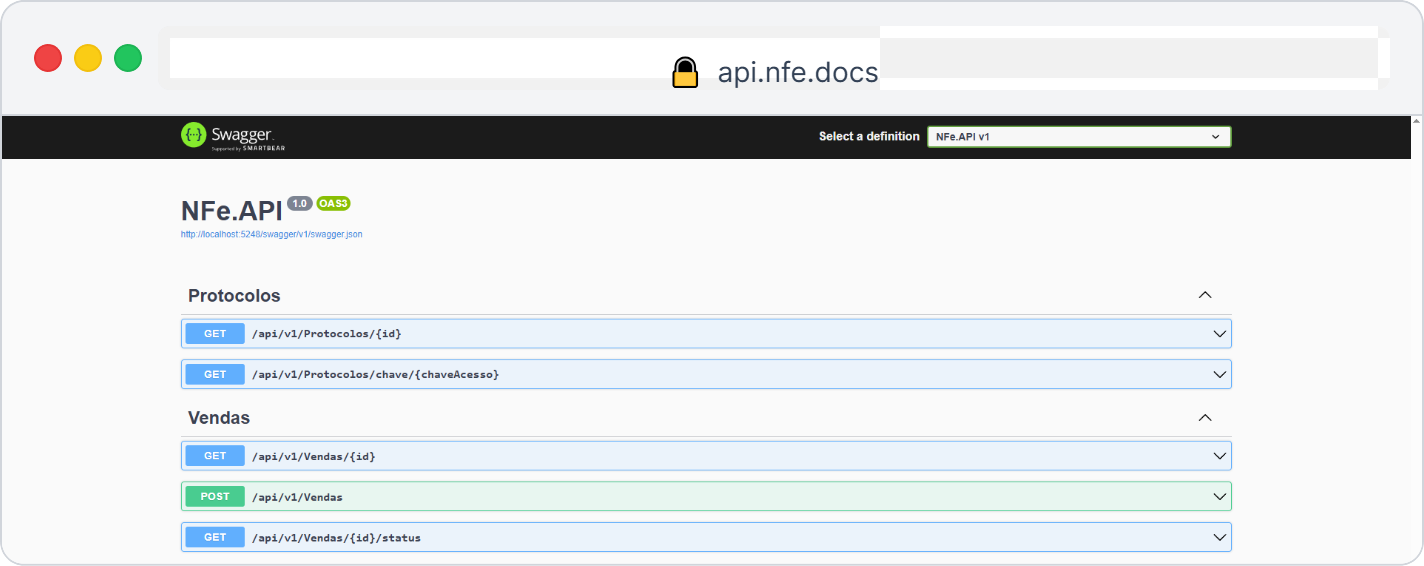 api.nfe.docs
Swagger.
Supported by SMARTBEAR
Select a definition
NFe.API v1
NFe.API 1.0 OAS3
http://localhost:5248/swagger/v1/swagger.json
Protocolos
GET /api/v1/Protocolos/{id}
GET /api/v1/Protocolos/chave/{chaveAcesso}
Vendas
GET /api/v1/Vendas/{id}
POST /api/v1/Vendas
GET /api/v1/Vendas/{id}/status